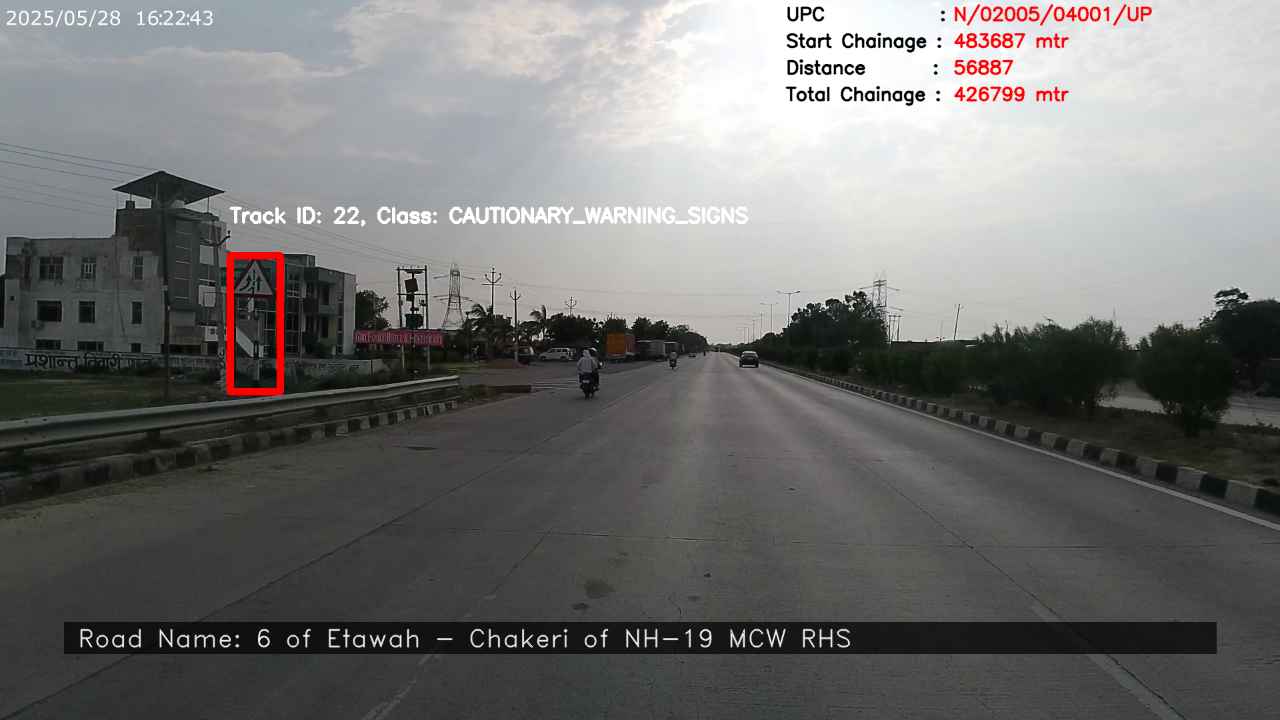 2025/05/28 16:22:43
UPC : N/02005/04001/UP
Start Chainage : 483687 mtr
Distance : 56887
Total Chainage : 426799 mtr
Track ID: 22, Class: CAUTIONARY_WARNING_SIGNS
प्रशान्त तिवारी
Road Name: 6 of Etawah - Chakeri of NH-19 MCW RHS